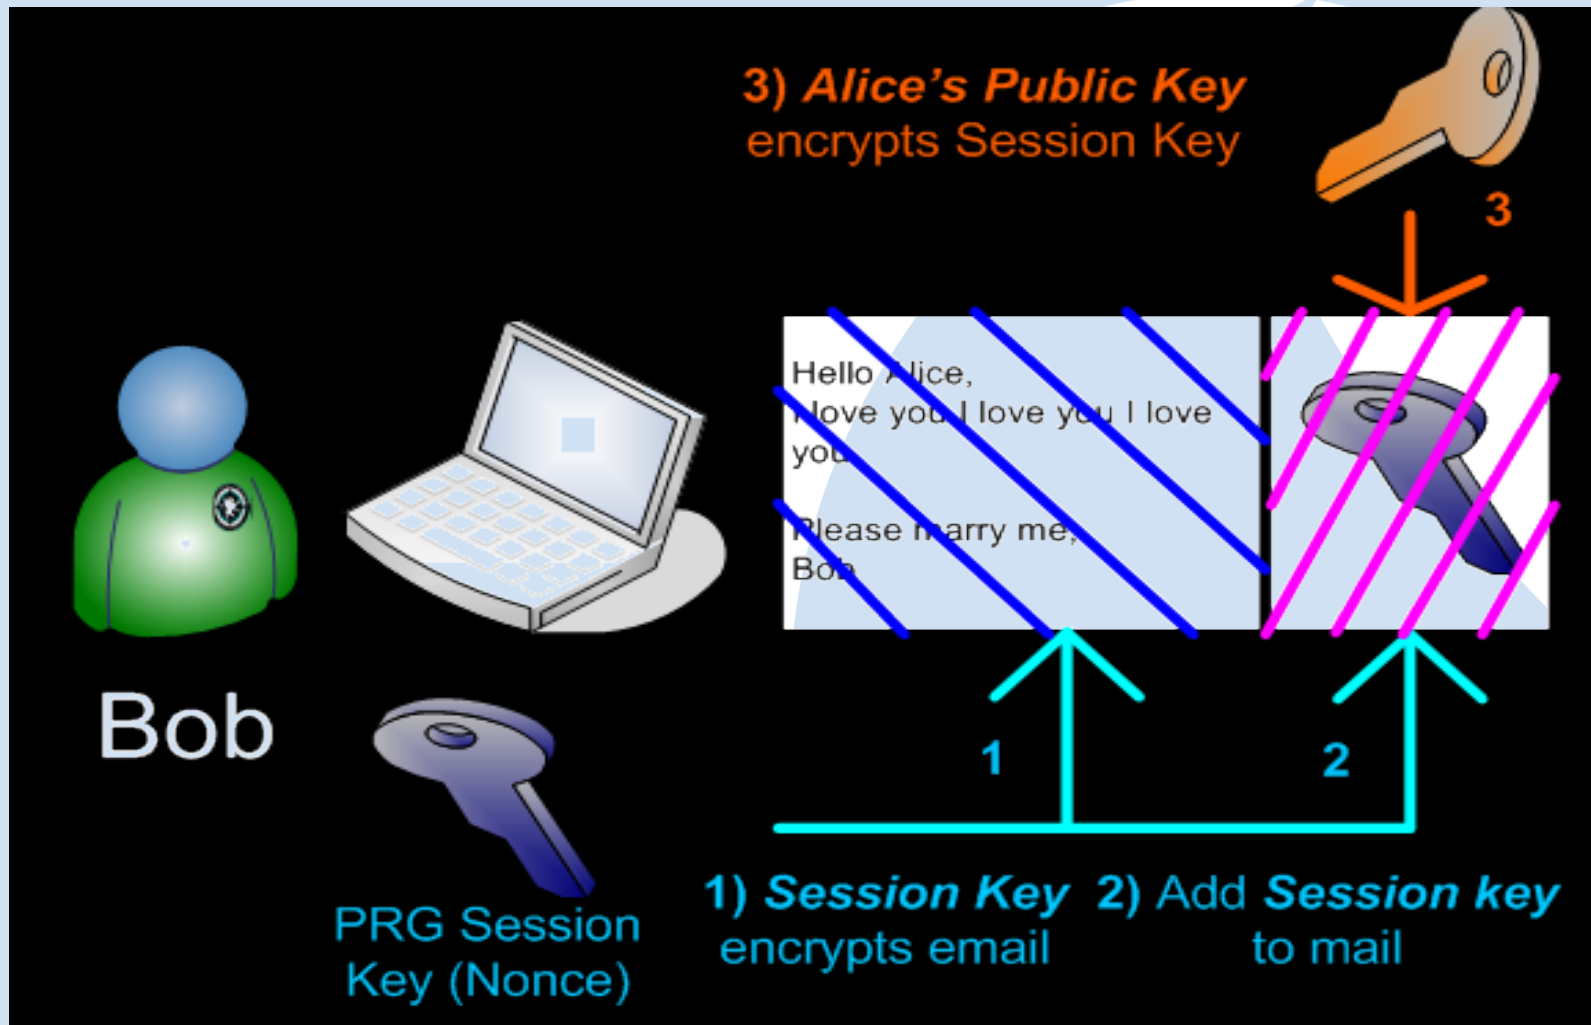 3) Alice's Public Key
encrypts Session Key
3
Hello Alice,
I love you I love you I love
you
Please marry me,
Bob
Bob
1
2
PRG Session
Key (Nonce)
1) Session Key
encrypts email
2) Add Session key
to mail